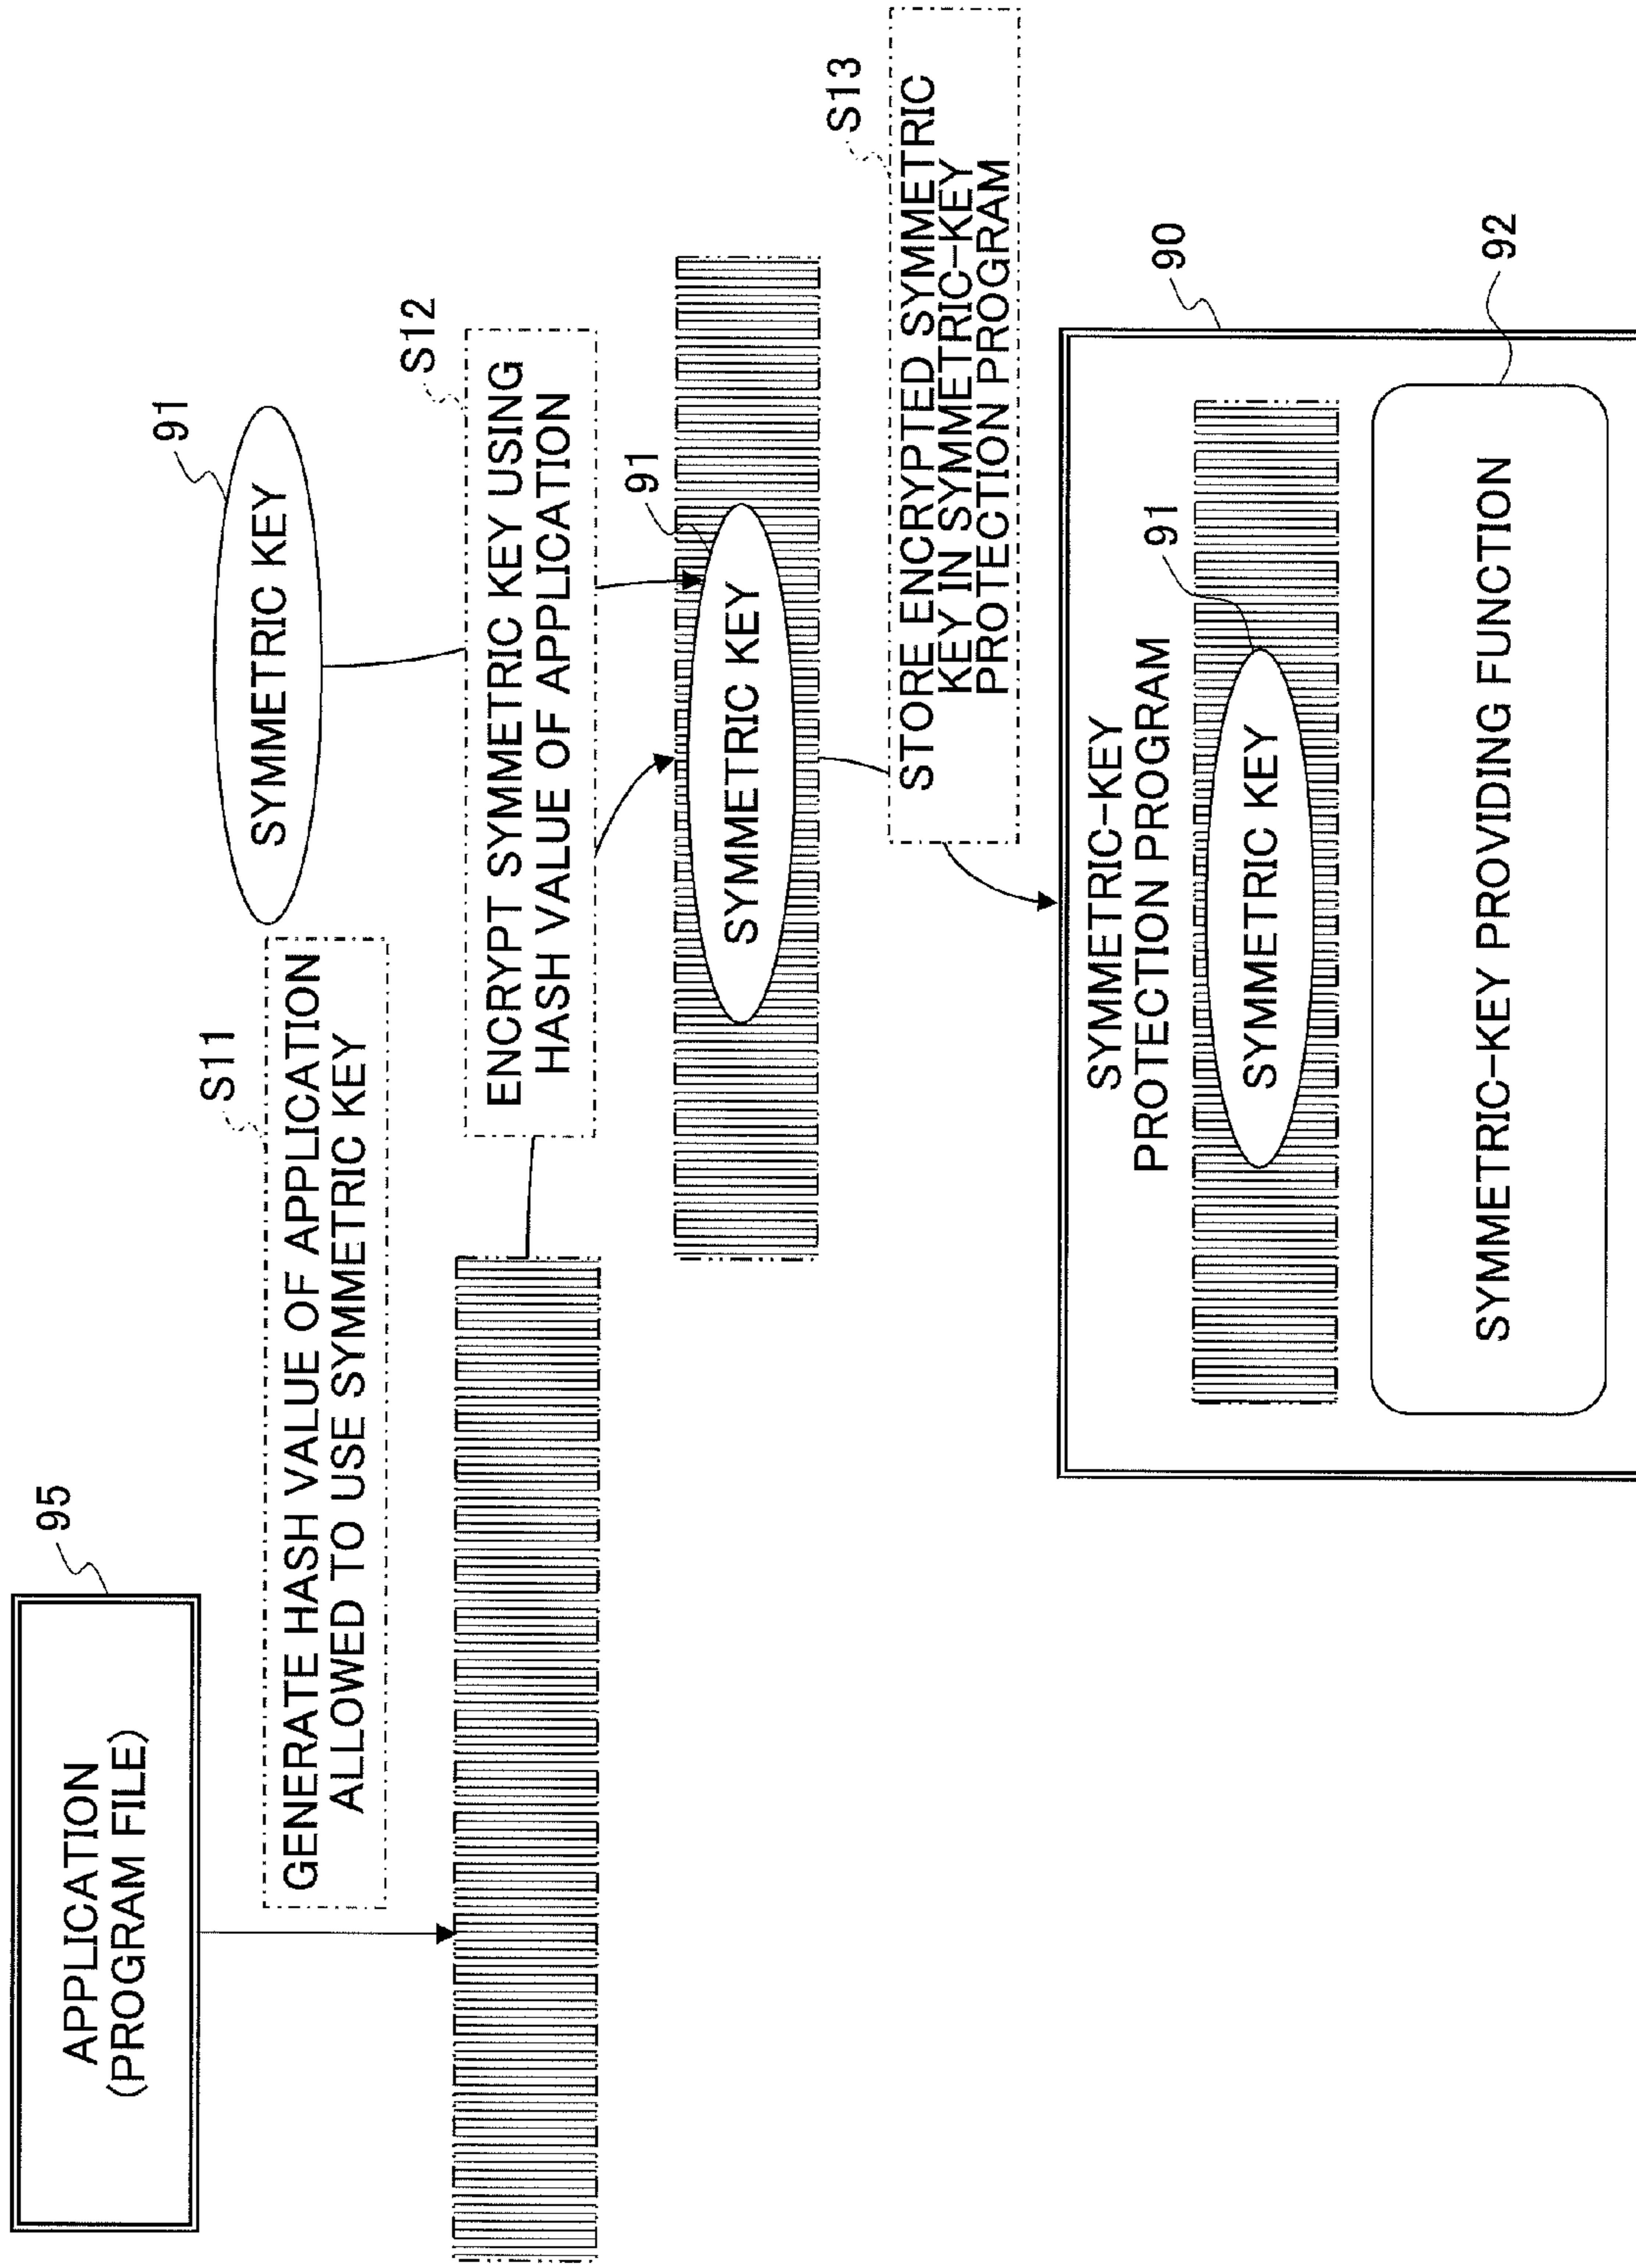 APPLICATION
(PROGRAM FILE)
95
S11
GENERATE HASH VALUE OF APPLICATION
ALLOWED TO USE SYMMETRIC KEY
91
SYMMETRIC KEY
S12
ENCRYPT SYMMETRIC KEY USING
HASH VALUE OF APPLICATION
91
SYMMETRIC KEY
S13
STORE ENCRYPTED SYMMETRIC
KEY IN SYMMETRIC-KEY
PROTECTION PROGRAM
90
SYMMETRIC-KEY
PROTECTION PROGRAM
91
SYMMETRIC KEY
92
SYMMETRIC-KEY PROVIDING FUNCTION